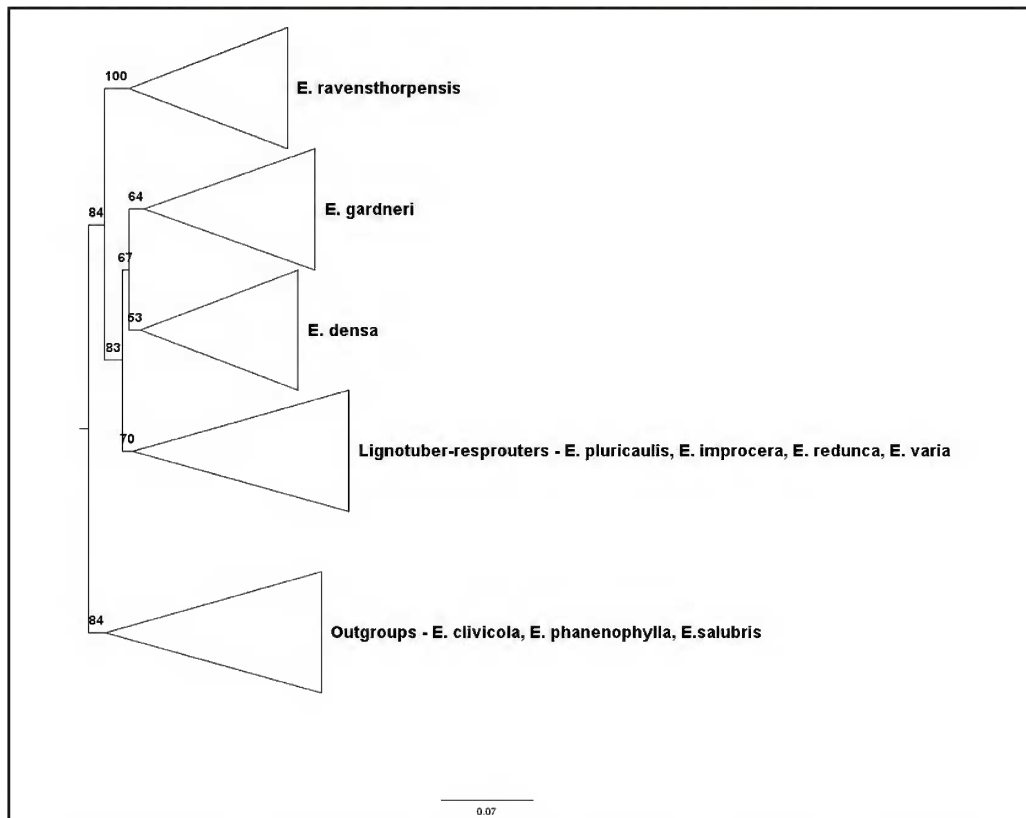 100
E. ravensthorpensis
64
E. gardneri
84
67
53
E. densa
83
70
Lignotuber-resprouters - E. pluricaulis, E. improcera, E. redunca, E. varia
84
Outgroups - E. clivicola, E. phanenophylla, E.salubris
0.07